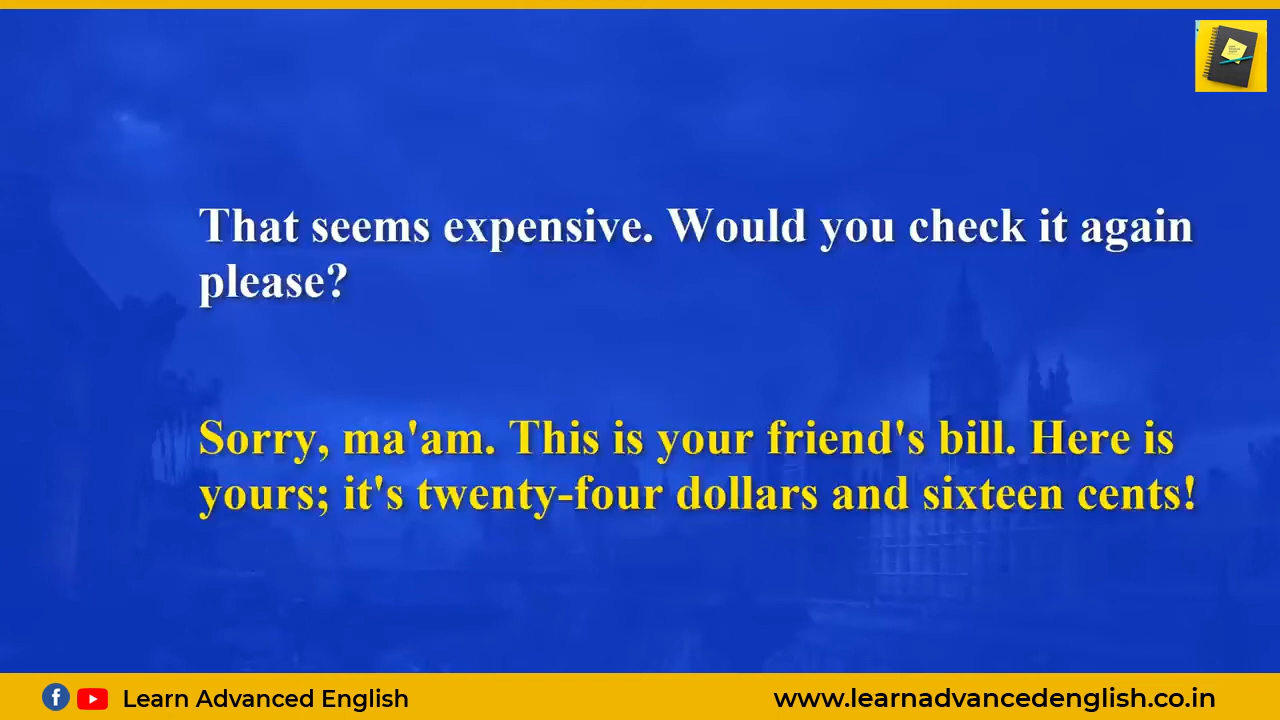 That seems expensive. Would you check it again
please?
Sorry, ma'am. This is your friend's bill. Here is
yours; it's twenty-four dollars and sixteen cents!
Learn Advanced English
www.learnadvancedenglish.co.in